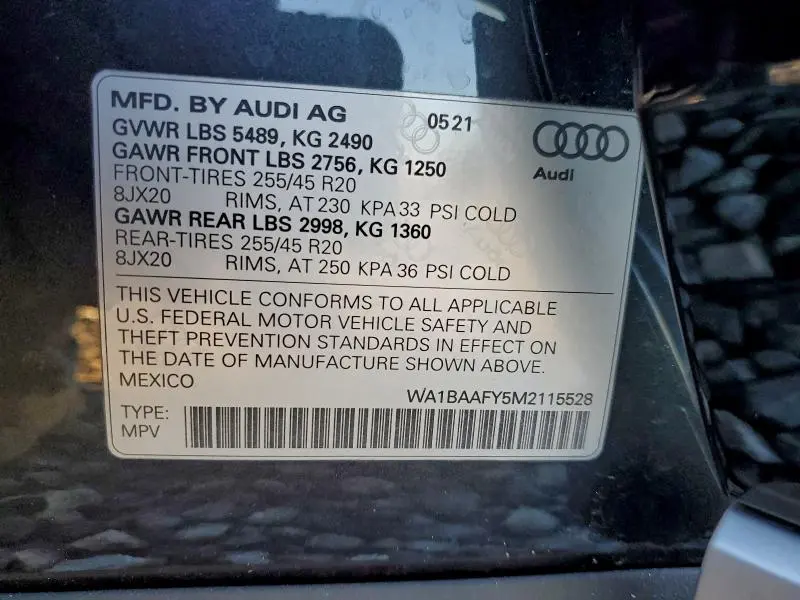 MFD. BY AUDI AG 0521
GVWR LBS 5489, KG 2490
GAWR FRONT LBS 2756, KG 1250
FRONT-TIRES 255/45 R20
8JX20 RIMS, AT 230 KPA 33 PSI COLD
GAWR REAR LBS 2998, KG 1360
REAR-TIRES 255/45 R20
8JX20 RIMS, AT 250 KPA 36 PSI COLD
Audi
THIS VEHICLE CONFORMS TO ALL APPLICABLE
U.S. FEDERAL MOTOR VEHICLE SAFETY AND
THEFT PREVENTION STANDARDS IN EFFECT ON
THE DATE OF MANUFACTURE SHOWN ABOVE.
MEXICO
WA1BAAFY5M2115528
TYPE:
MPV